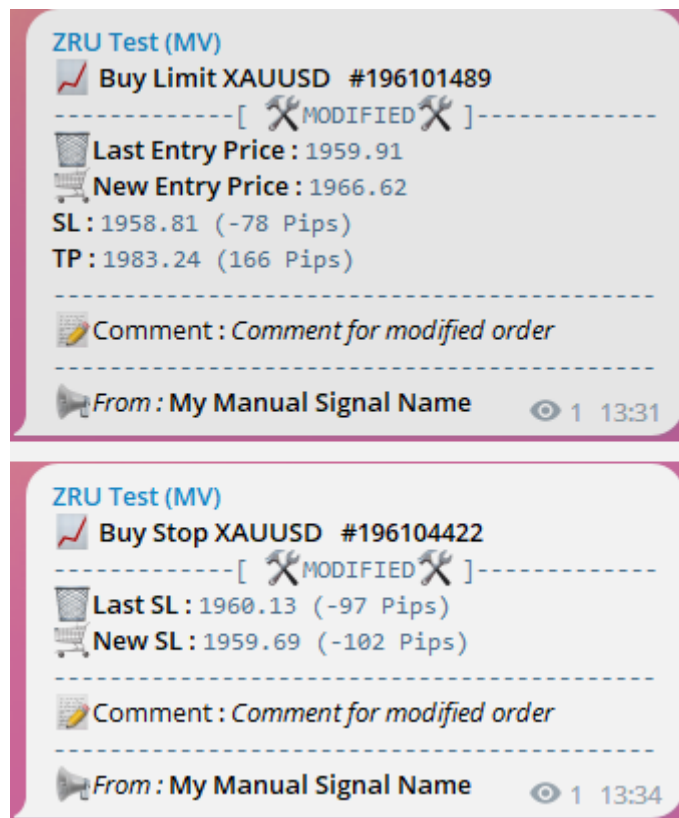 ZRU Test (MV)
Buy Limit XAUUSD #196101489
-------------[ 🛠MODIFIED🛠 ]-------------
Last Entry Price : 1959.91
New Entry Price : 1966.62
SL : 1958.81 (-78 Pips)
TP : 1983.24 (166 Pips)
-------------------------------------------
Comment : Comment for modified order
-------------------------------------------
From : My Manual Signal Name 1 13:31
ZRU Test (MV)
Buy Stop XAUUSD #196104422
-------------[ 🛠MODIFIED🛠 ]-------------
Last SL : 1960.13 (-97 Pips)
New SL : 1959.69 (-102 Pips)
-------------------------------------------
Comment : Comment for modified order
-------------------------------------------
From : My Manual Signal Name 1 13:34